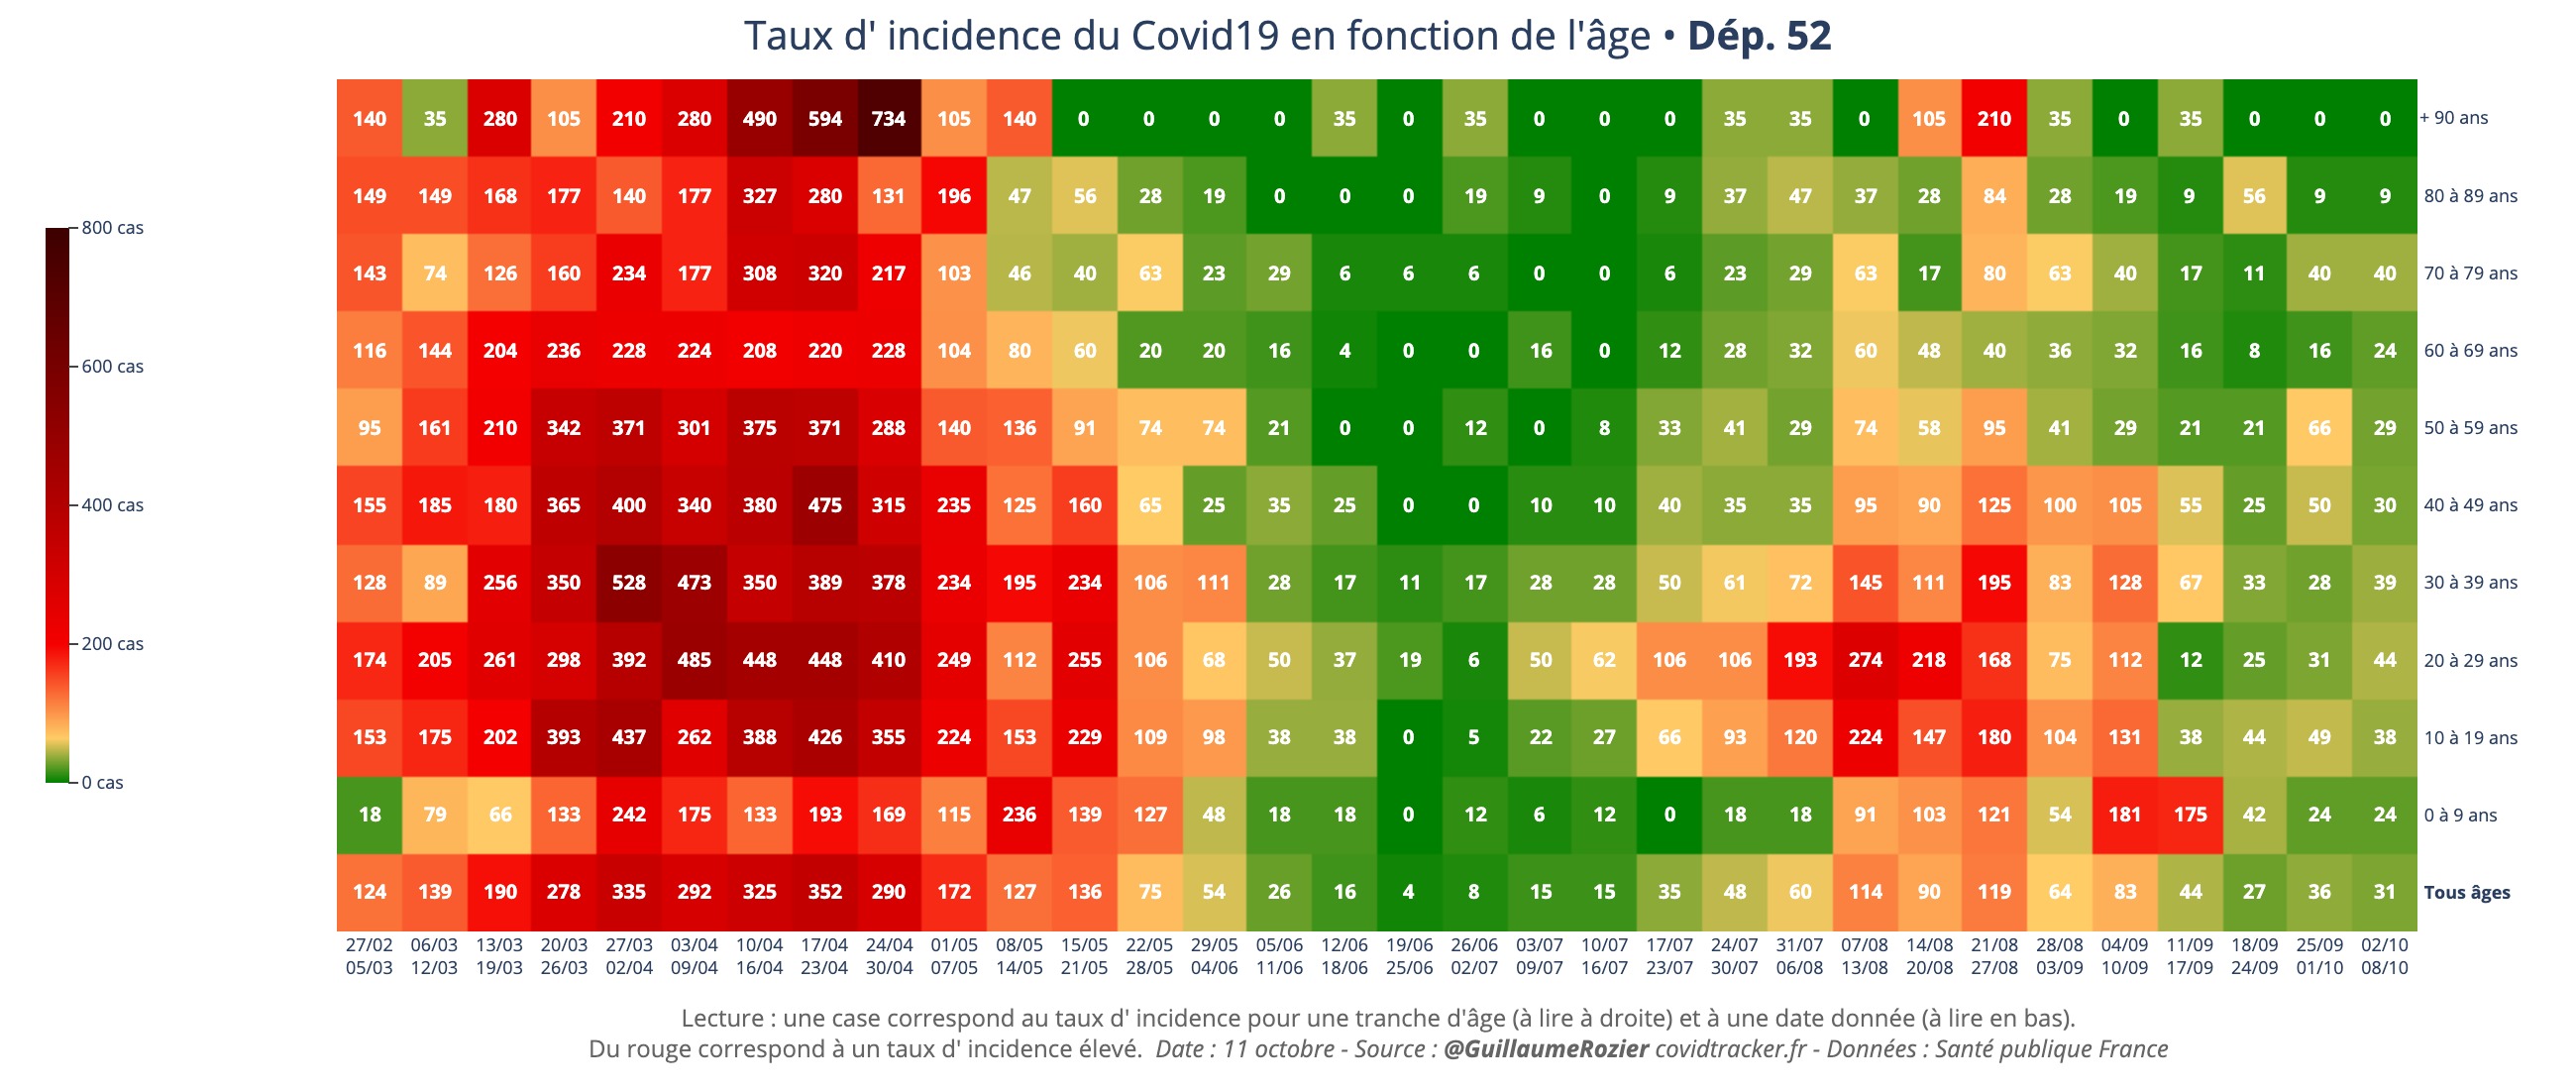 Taux d' incidence du Covid19 en fonction de l'âge • Dép. 52
800 cas
600 cas
400 cas
200 cas
0 cas
140 35 280 105 210 280 490 594 734 105 140 0 0 0 0 35 0 35 0 0 0 35 35 0 105 210 35 0 35 0 0 0 + 90 ans
149 149 168 177 140 177 327 280 131 196 47 56 28 19 0 0 0 19 9 0 9 37 47 37 28 84 28 19 9 56 9 9 80 à 89 ans
143 74 126 160 234 177 308 320 217 103 46 40 63 23 29 6 6 6 0 0 6 23 29 63 17 80 63 40 17 11 40 40 70 à 79 ans
116 144 204 236 228 224 208 220 228 104 80 60 20 20 16 4 0 0 16 0 12 28 32 60 48 40 36 32 16 8 16 24 60 à 69 ans
95 161 210 342 371 301 375 371 288 140 136 91 74 74 21 0 0 12 0 8 33 41 29 74 58 95 41 29 21 21 66 29 50 à 59 ans
155 185 180 365 400 340 380 475 315 235 125 160 65 25 35 25 0 0 10 10 40 35 35 95 90 125 100 105 55 25 50 30 40 à 49 ans
128 89 256 350 528 473 350 389 378 234 195 234 106 111 28 17 11 17 28 28 50 61 72 145 111 195 83 128 67 33 28 39 30 à 39 ans
174 205 261 298 392 485 448 448 410 249 112 255 106 68 50 37 19 6 50 62 106 106 193 274 218 168 75 112 12 25 31 44 20 à 29 ans
153 175 202 393 437 262 388 426 355 224 153 229 109 98 38 38 0 5 22 27 66 93 120 224 147 180 104 131 38 44 49 38 10 à 19 ans
18 79 66 133 242 175 133 193 169 115 236 139 127 48 18 18 0 12 6 12 0 18 18 91 103 121 54 181 175 42 24 24 0 à 9 ans
124 139 190 278 335 292 325 352 290 172 127 136 75 54 26 16 4 8 15 15 35 48 60 114 90 119 64 83 44 27 36 31 Tous âges
27/02 06/03 13/03 20/03 27/03 03/04 10/04 17/04 24/04 01/05 08/05 15/05 22/05 29/05 05/06 12/06 19/06 26/06 03/07 10/07 17/07 24/07 31/07 07/08 14/08 21/08 28/08 04/09 11/09 18/09 25/09 02/10
05/03 12/03 19/03 26/03 02/04 09/04 16/04 23/04 30/04 07/05 14/05 21/05 28/05 04/06 11/06 18/06 25/06 02/07 09/07 16/07 23/07 30/07 06/08 13/08 20/08 27/08 03/09 10/09 17/09 24/09 01/10 08/10
Lecture : une case correspond au taux d' incidence pour une tranche d'âge (à lire à droite) et à une date donnée (à lire en bas).
Du rouge correspond à un taux d' incidence élevé. Date : 11 octobre - Source : @GuillaumeRozier covidtracker.fr - Données : Santé publique France